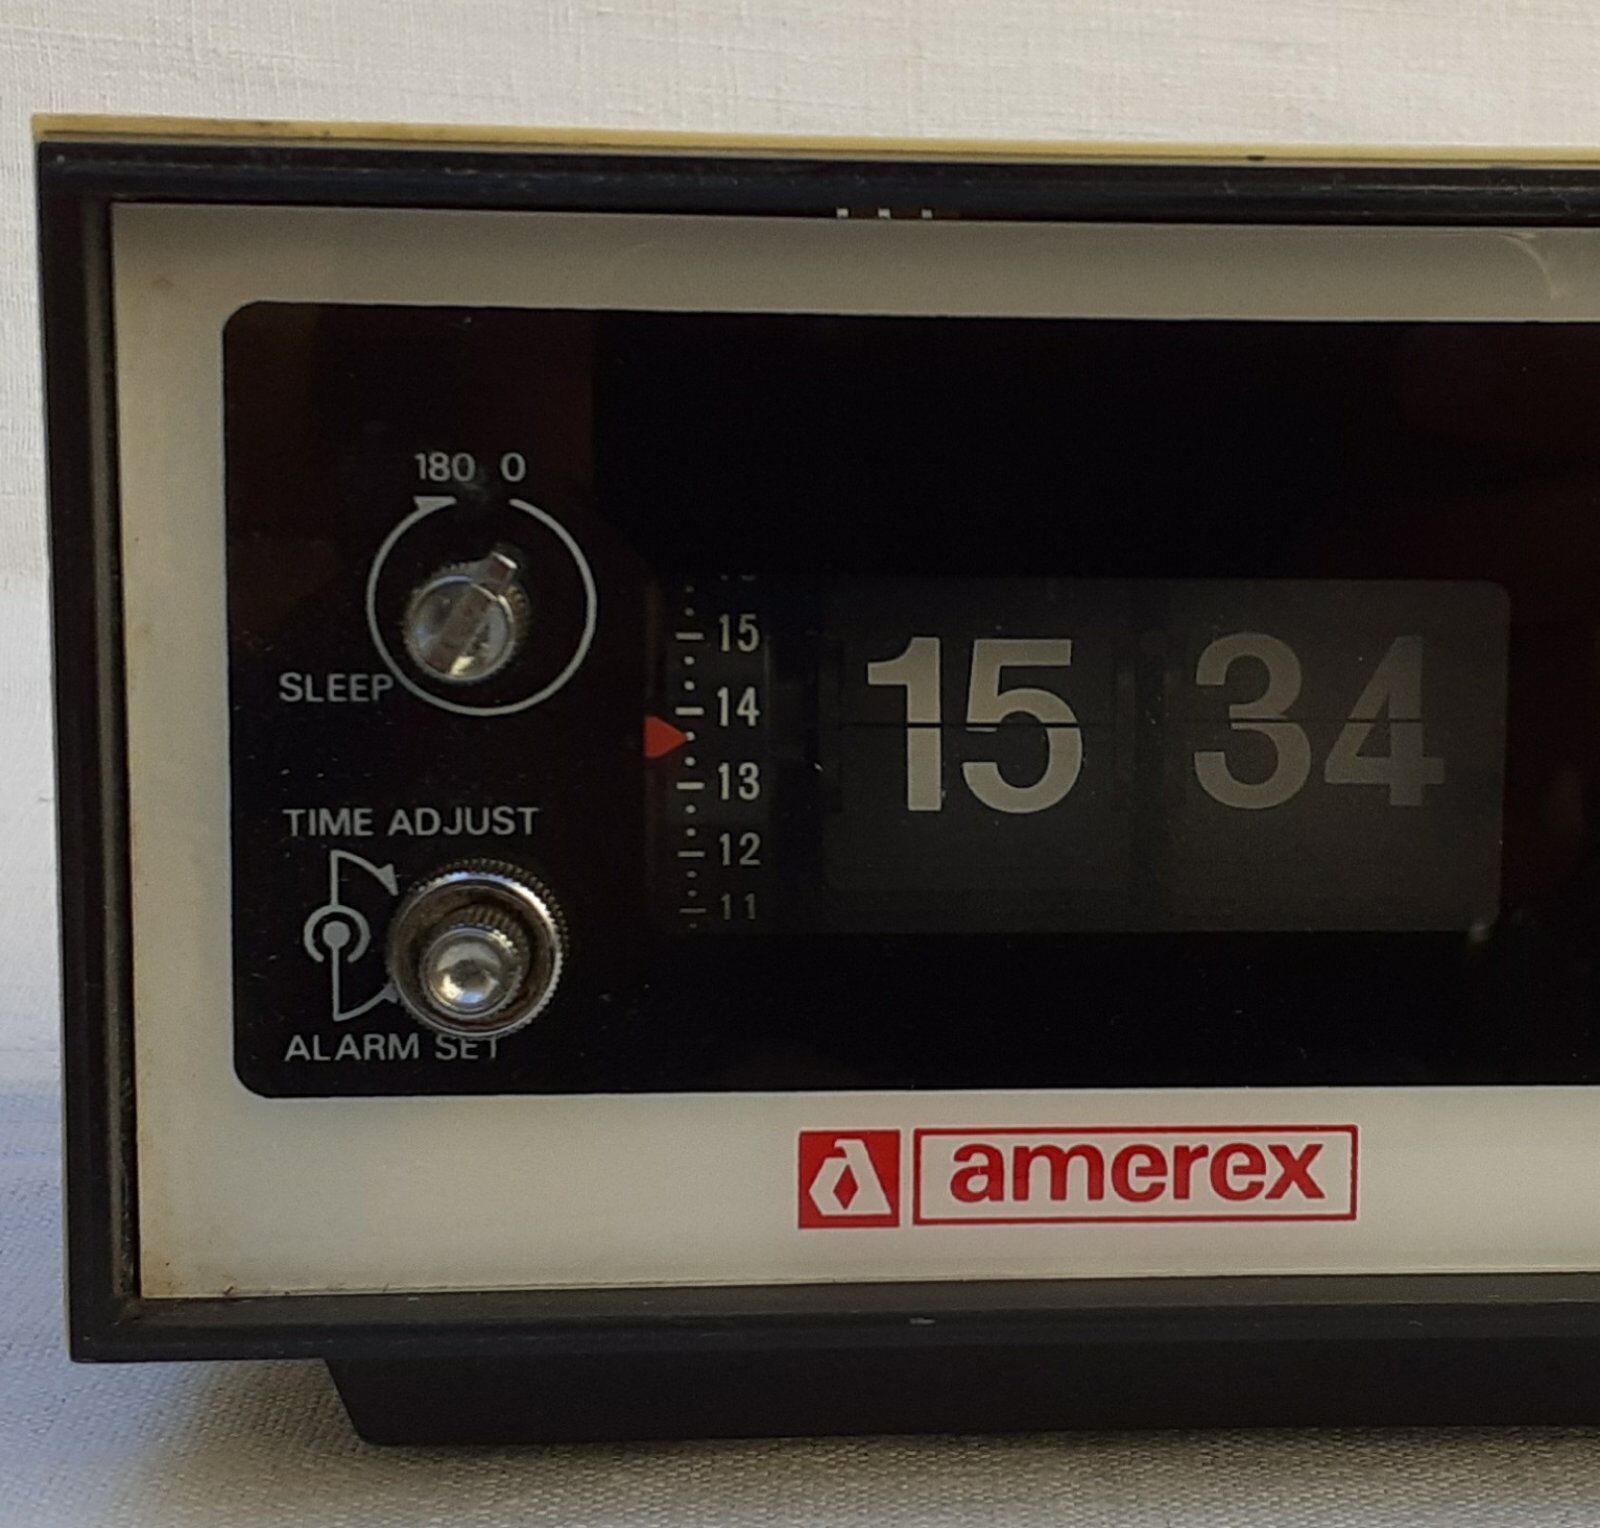 180 0
SLEEP
TIME ADJUST
ALARM SET
15
14
13
12
11
15 34
amerex